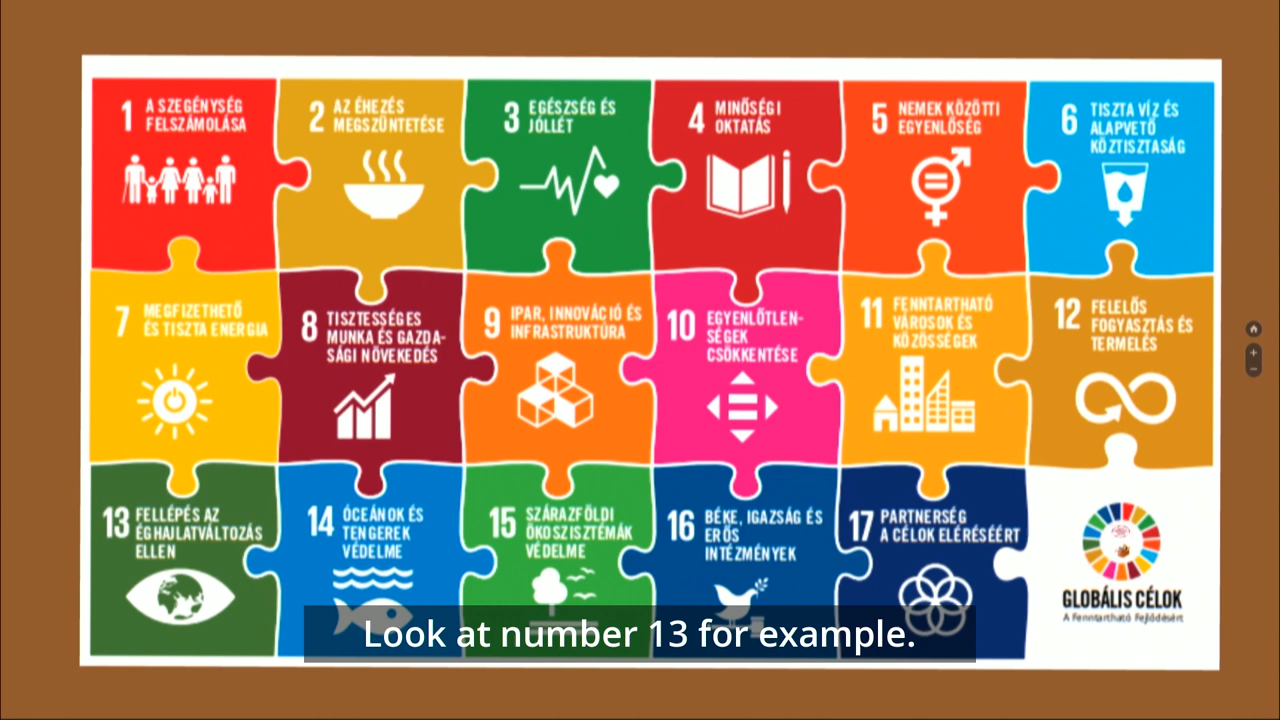 1 A SZEGÉNYSÉG
FELSZÁMOLÁSA
2 AZ ÉHEZÉS
MEGSZÜNTETÉSE
3 EGÉSZSÉG ÉS
JÓLLÉT
4 MINŐSÉGI
OKTATÁS
5 NEMEK KÖZÖTTI
EGYENLŐSÉG
6 TISZTA VÍZ ÉS
ALAPVETŐ
KÖZTISZTASÁG
7 MEGFIZETHETŐ
ÉS TISZTA ENERGIA
8 TISZTESSÉGES
MUNKA ÉS GAZDA-
SÁGI NÖVEKEDÉS
9 IPAR, INNOVÁCIÓ ÉS
INFRASTRUKTÚRA
10 EGYENLŐTLEN-
SÉGEK
CSÖKKENTÉSE
11 FENNTARTHATÓ
VÁROSOK ÉS
KÖZÖSSÉGEK
12 FELELŐS
FOGYASZTÁS ÉS
TERMELÉS
13 FELLÉPÉS AZ
ÉGHAJLATVÁLTOZÁS
ELLEN
14 ÓCEÁNOK ÉS
TENGEREK
VÉDELME
15 SZÁRAZFÖLDI
ÖKOSZISZTÉMÁK
VÉDELME
16 BÉKE, IGAZSÁG ÉS
ERŐS
INTÉZMÉNYEK
17 PARTNERSÉG
A CÉLOK ELÉRÉSÉÉRT
GLOBÁLIS CÉLOK
A Fenntartható Fejlődésért
Look at number 13 for example.